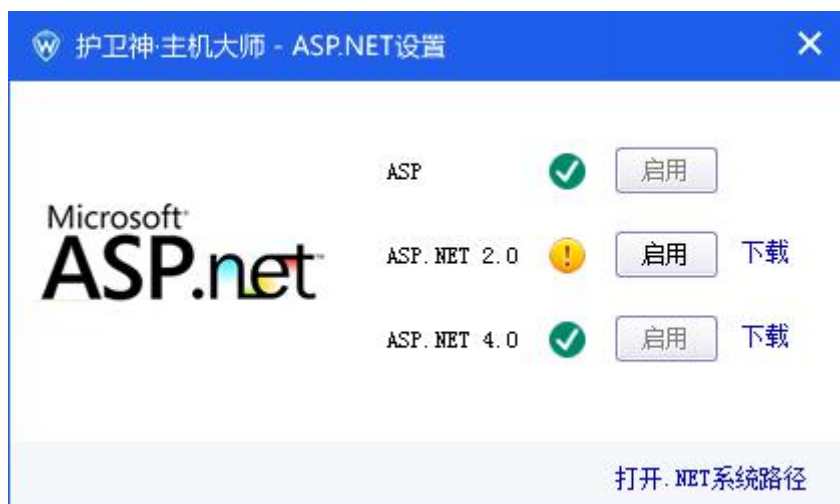 护卫神·主机大师 - ASP.NET设置
ASP 启用
Microsoft
ASP.net
ASP.NET 2.0 启用 下载
ASP.NET 4.0 启用 下载
打开.NET系统路径